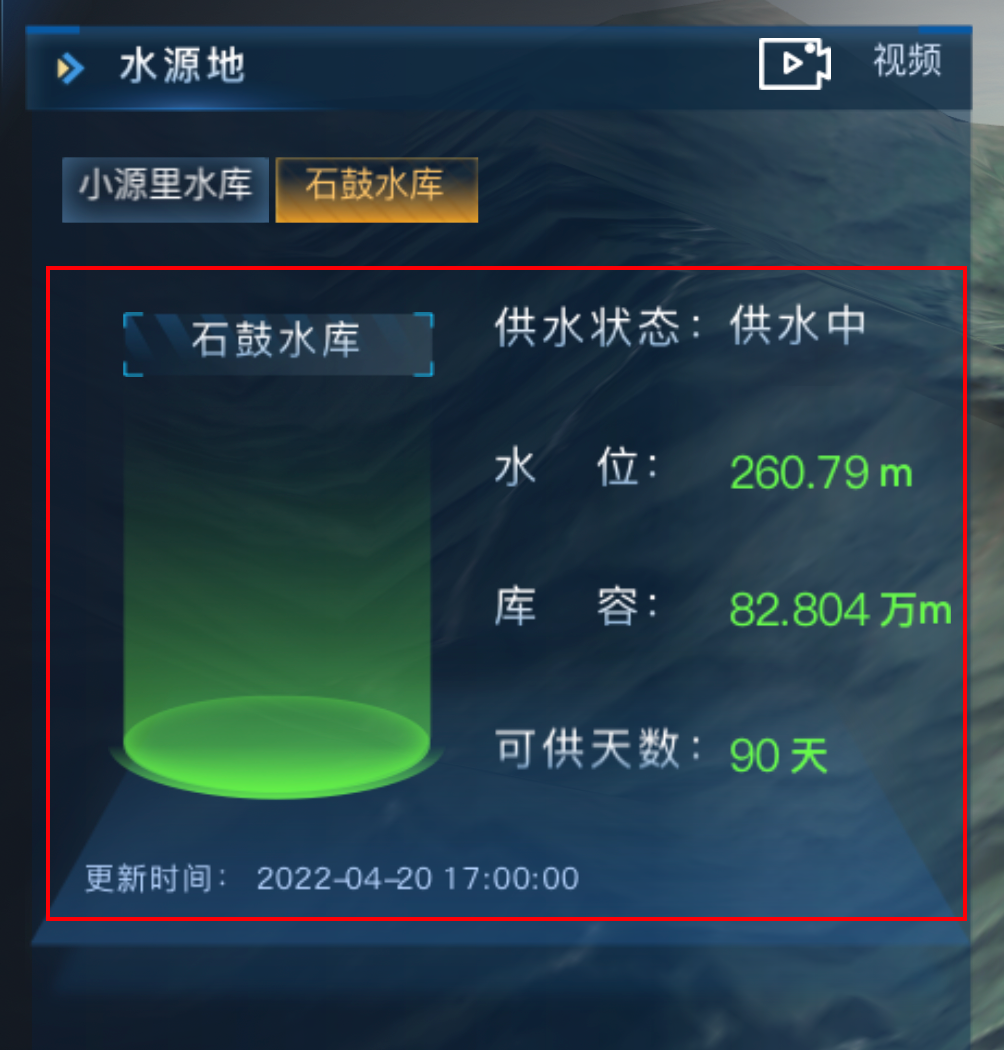 水源地 视频
小源里水库 石鼓水库
石鼓水库
供水状态：供水中
水 位：260.79 m
库 容：82.804 万m
可供天数：90 天
更新时间： 2022-04-20 17:00:00